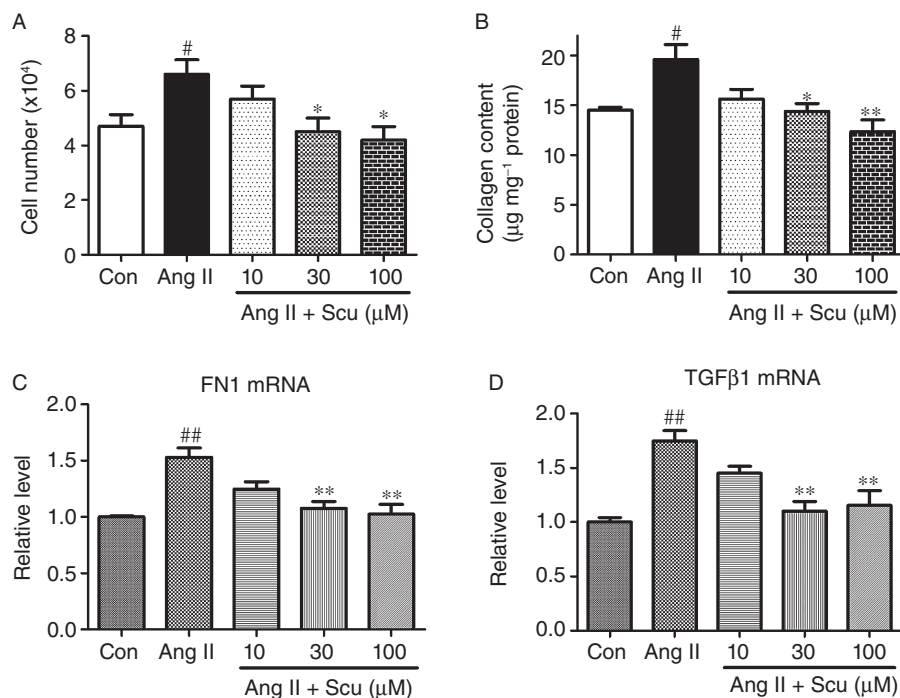 A
Cell number (x10⁴)
8
6
4
2
0
#
*
*
Con
Ang II
10
30
100
Ang II + Scu (μM)
B
Collagen content
(μg mg⁻¹ protein)
20
15
10
5
0
#
*
**
Con
Ang II
10
30
100
Ang II + Scu (μM)
C
FN1 mRNA
Relative level
2.0
1.5
1.0
0.5
0.0
##
**
**
Con
Ang II
10
30
100
Ang II + Scu (μM)
D
TGFβ1 mRNA
Relative level
2.0
1.5
1.0
0.5
0.0
##
**
**
Con
Ang II
10
30
100
Ang II + Scu (μM)